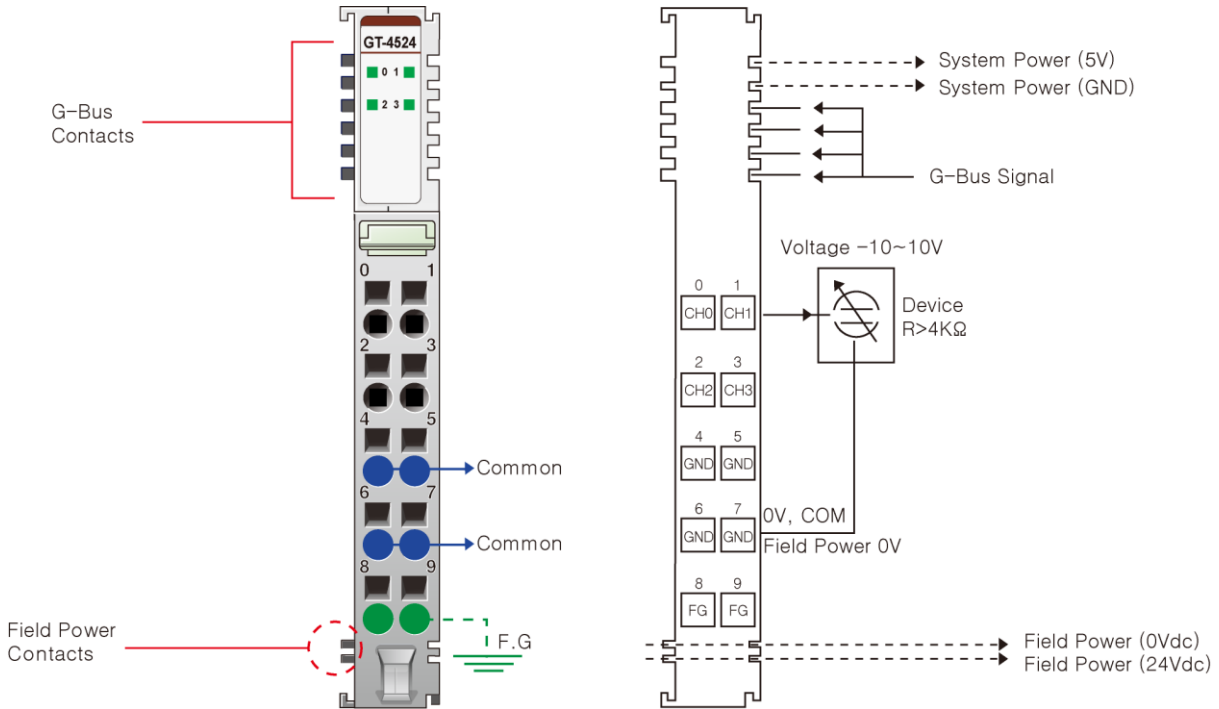 GT-4524
0 1
2 3
G-Bus
Contacts
0 1
2 3
4 5
Common
6 7
Common
8 9
F.G
Field Power
Contacts
System Power (5V)
System Power (GND)
G-Bus Signal
Voltage -10~10V
Device
R>4KΩ
0 1
CH0 CH1
2 3
CH2 CH3
4 5
GND GND
6 7
GND GND
0V, COM
Field Power 0V
8 9
FG FG
Field Power (0Vdc)
Field Power (24Vdc)